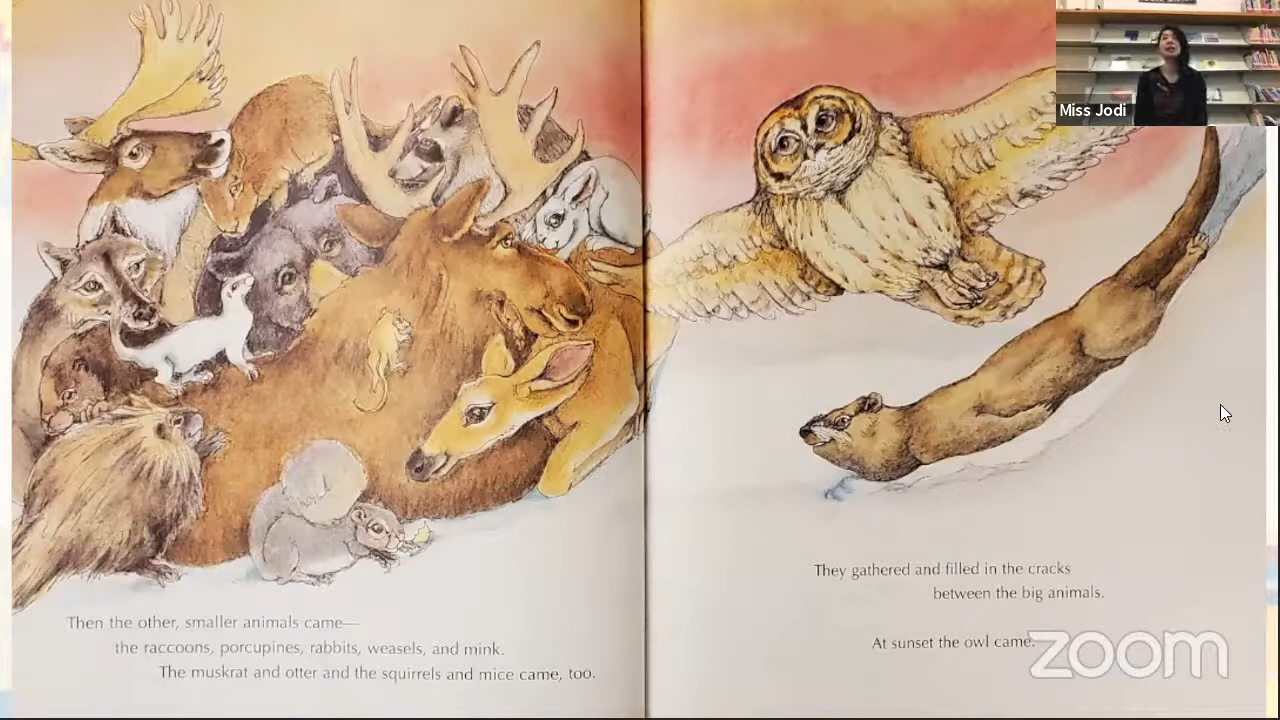 Miss Jodi
Then the other, smaller animals came—
the raccoons, porcupines, rabbits, weasels, and mink.
The muskrat and otter and the squirrels and mice came, too.
They gathered and filled in the cracks
between the big animals.
At sunset the owl came.
zoom